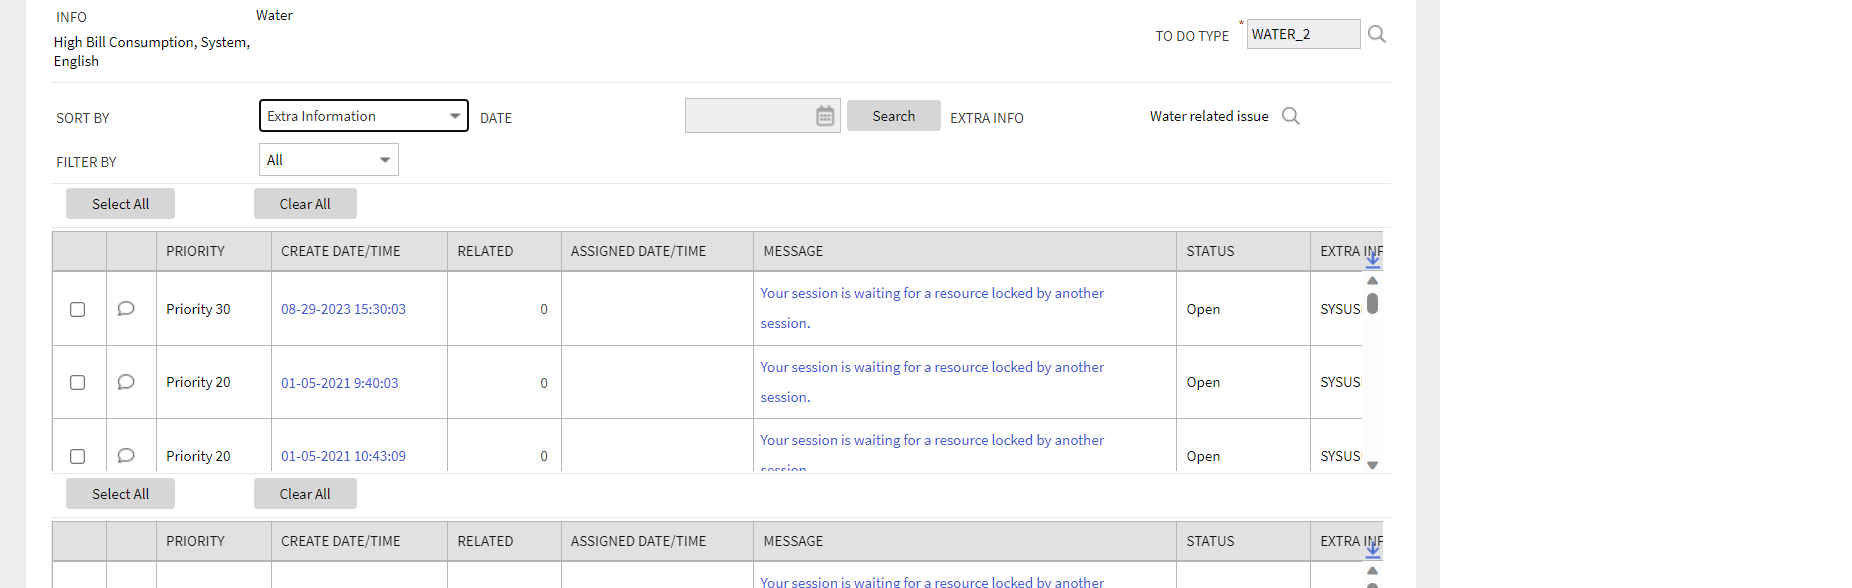 INFO
Water
High Bill Consumption, System,
English
TO DO TYPE * WATER_2
SORT BY Extra Information DATE Search EXTRA INFO Water related issue
FILTER BY All
Select All Clear All
PRIORITY CREATE DATE/TIME RELATED ASSIGNED DATE/TIME MESSAGE STATUS EXTRA INF
Priority 30 08-29-2023 15:30:03 0 Your session is waiting for a resource locked by another
session.
Open SYSUS
Priority 20 01-05-2021 9:40:03 0 Your session is waiting for a resource locked by another
session.
Open SYSUS
Priority 20 01-05-2021 10:43:09 0 Your session is waiting for a resource locked by another
session.
Open SYSUS
Select All Clear All
PRIORITY CREATE DATE/TIME RELATED ASSIGNED DATE/TIME MESSAGE STATUS EXTRA INF
Your session is waiting for a resource locked by another